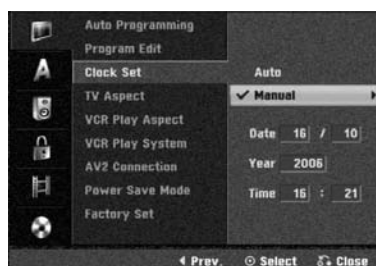 Auto Programming
Program Edit
Clock Set
TV Aspect
VCR Play Aspect
VCR Play System
AV2 Connection
Power Save Mode
Factory Set
A
Auto
✓ Manual
Date 16 / 10
Year 2006
Time 16 : 21
Prev. Select Close